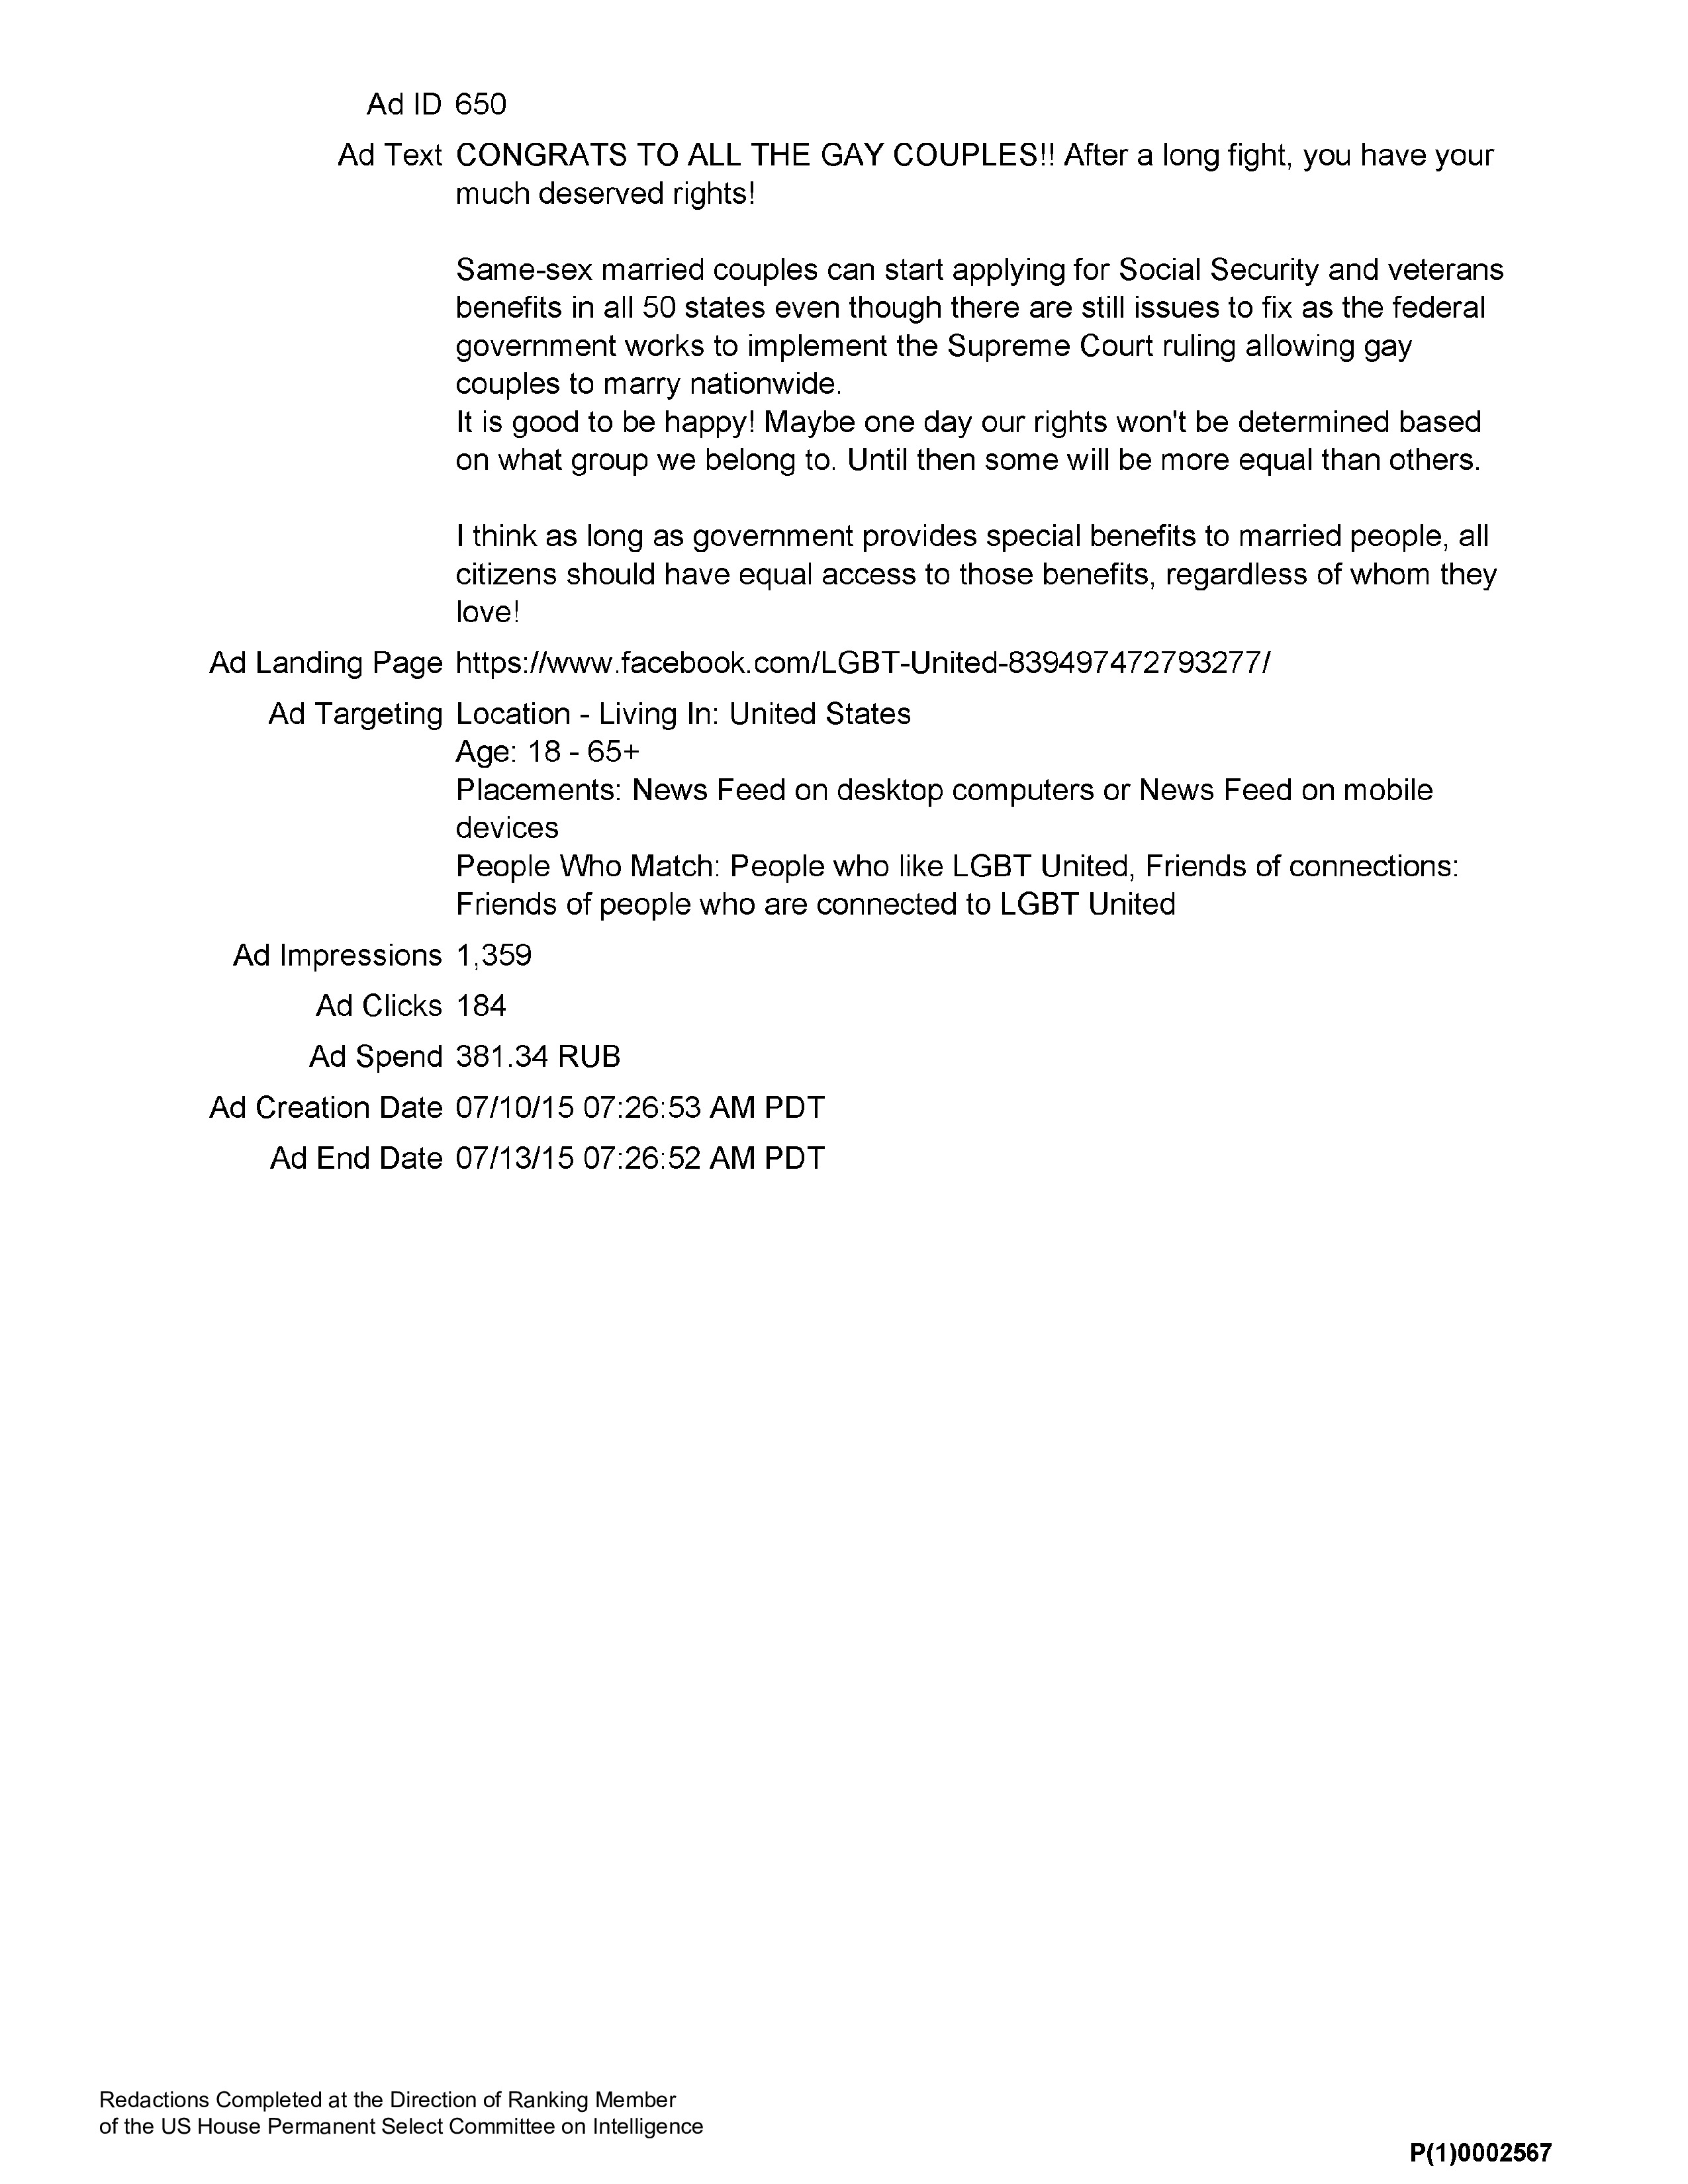 Ad ID 650
Ad Text CONGRATS TO ALL THE GAY COUPLES!! After a long fight, you have your
much deserved rights!
Same-sex married couples can start applying for Social Security and veterans
benefits in all 50 states even though there are still issues to fix as the federal
government works to implement the Supreme Court ruling allowing gay
couples to marry nationwide.
It is good to be happy! Maybe one day our rights won't be determined based
on what group we belong to. Until then some will be more equal than others.
I think as long as government provides special benefits to married people, all
citizens should have equal access to those benefits, regardless of whom they
love!
Ad Landing Page https://www.facebook.com/LGBT-United-839497472793277/
Ad Targeting Location - Living In: United States
Age: 18 - 65+
Placements: News Feed on desktop computers or News Feed on mobile
devices
People Who Match: People who like LGBT United, Friends of connections:
Friends of people who are connected to LGBT United
Ad Impressions 1,359
Ad Clicks 184
Ad Spend 381.34 RUB
Ad Creation Date 07/10/15 07:26:53 AM PDT
Ad End Date 07/13/15 07:26:52 AM PDT
Redactions Completed at the Direction of Ranking Member
of the US House Permanent Select Committee on Intelligence
P(1)0002567